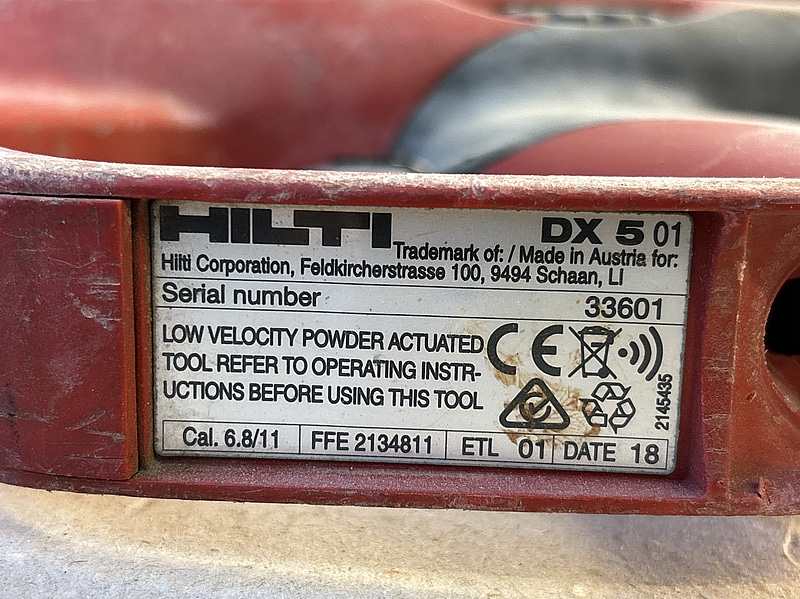 HILTI DX 5 01
Trademark of: / Made in Austria for:
Hilti Corporation, Feldkircherstrasse 100, 9494 Schaan, LI
Serial number 33601
LOW VELOCITY POWDER ACTUATED
TOOL REFER TO OPERATING INSTR-
UCTIONS BEFORE USING THIS TOOL
CE
2145435
Cal. 6.8/11 FFE 2134811 ETL 01 DATE 18